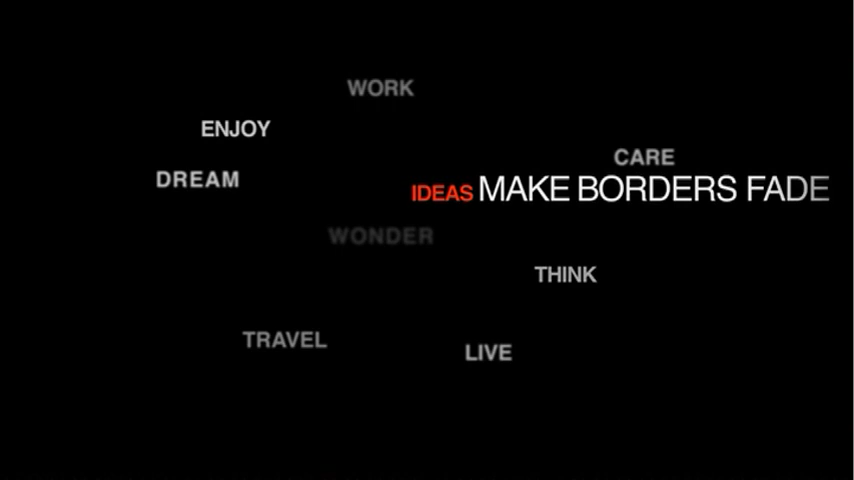 WORK
ENJOY
CARE
DREAM
IDEAS MAKE BORDERS FADE
WONDER
THINK
TRAVEL
LIVE